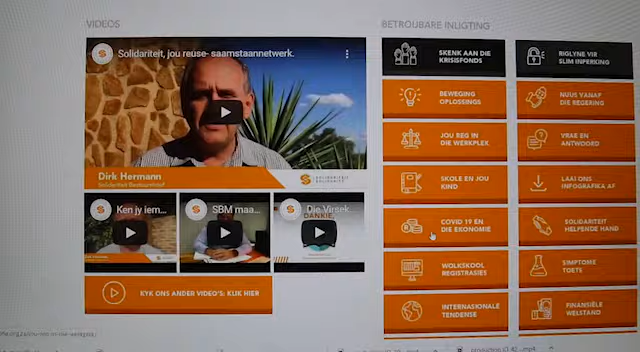 VIDEOS
BETROUBARE INLIGTING
Solidariteit, jou reuse- saamstaannetwerk.
Dirk Hermann
SOLIDARITEIT
Ken jy iem...
SBM maa...
Die Virsek...
DANKIE,
KYK ONS ANDER VIDEO'S: KLIK HIER
SKENK AAN DIE
KRISISFONDS
RIGLYNE VIR
SLIM INPERKING
BEWEGING
OPLOSSINGS
NUUS VANAF
DIE REGERING
JOU REG IN
DIE WERKPLEK
VRAE EN
ANTWOORD
SKOLE EN JOU
KIND
LAAI ONS
INFOGRAFIKA AF
COVID 19 EN
DIE EKONOMIE
SOLIDARITEIT
HELPENDE HAND
WOLKSKOOL
REGISTRASIES
SIMPTOME
TOETS
INTERNASIONALE
TENDENSE
FINANSIËLE
WELSTAND